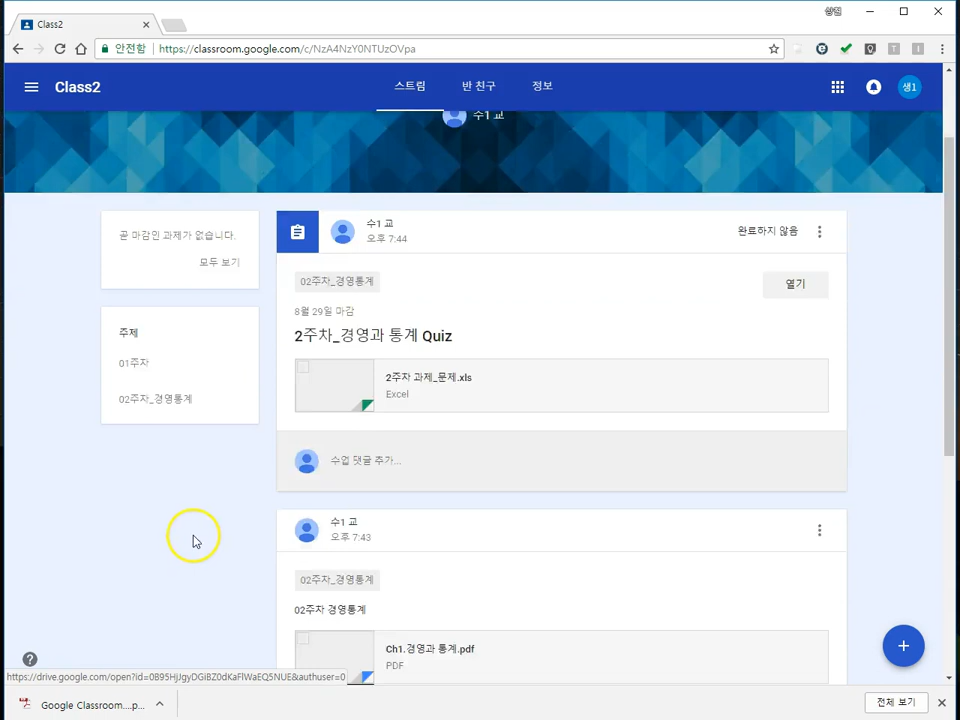 상점
Class2
안전함 https://classroom.google.com/c/NzA4NzY0NTUzOVpa
Class2
스트림
반 친구
정보
생1
수1 교
곧 마감인 과제가 없습니다.
모두 보기
주제
01주차
02주차_경영통계
수1 교
오후 7:44
완료하지 않음
02주차_경영통계
열기
8월 29일 마감
2주차_경영과 통계 Quiz
2주차 과제_문제.xls
Excel
수업 댓글 추가...
수1 교
오후 7:43
02주차_경영통계
02주차 경영통계
Ch1.경영과 통계.pdf
PDF
https://drive.google.com/open?id=0B95HjJgyDGiBZ0dKaFlWaEQ5NUE&authuser=0
Google Classroom....p...
전체 보기